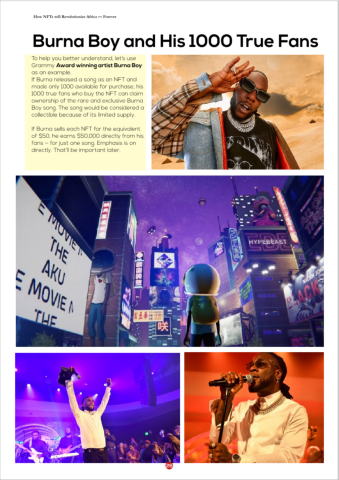 How NFTs will Revolutionize Africa — Forever
Burna Boy and His 1000 True Fans
To help you better understand, let's use
Grammy Award winning artist Burna Boy
as an example.
If Burna released a song as an NFT and
made only 1,000 available for purchase, his
1000 true fans who buy the NFT can claim
ownership of the rare and exclusive Burna
Boy song. The song would be considered a
collectible because of its limited supply.
If Burna sells each NFT for the equivalent
of $50, he earns $50,000 directly from his
fans – for just one song. Emphasis is on
directly. That'll be important later.
E MOVIE
THE
AKU
E MOVIE
THE
HYPEBEAST